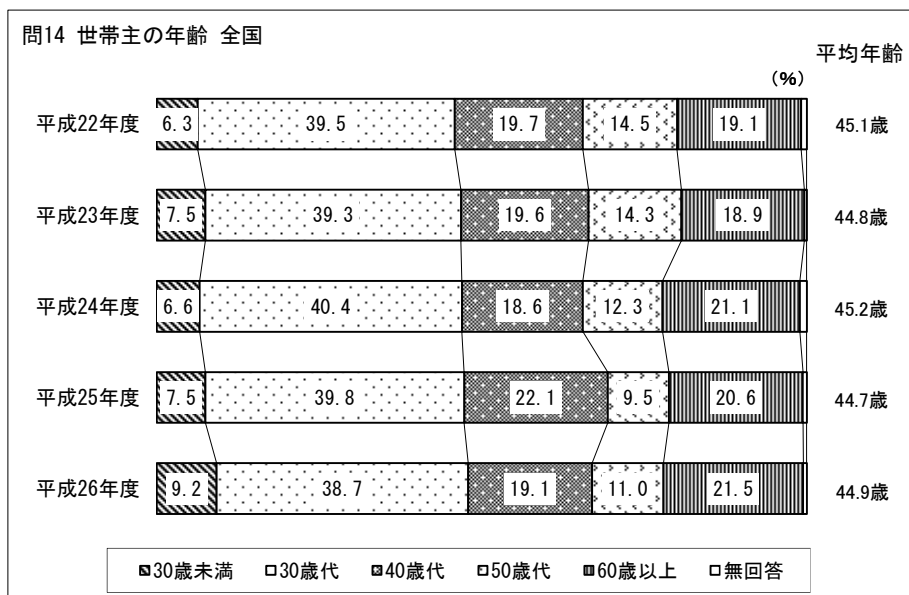 問14 世帯主の年齢 全国
平均年齢
(%)
平成22年度 6.3 39.5 19.7 14.5 19.1 45.1歳
平成23年度 7.5 39.3 19.6 14.3 18.9 44.8歳
平成24年度 6.6 40.4 18.6 12.3 21.1 45.2歳
平成25年度 7.5 39.8 22.1 9.5 20.6 44.7歳
平成26年度 9.2 38.7 19.1 11.0 21.5 44.9歳
30歳未満 30歳代 40歳代 50歳代 60歳以上 無回答